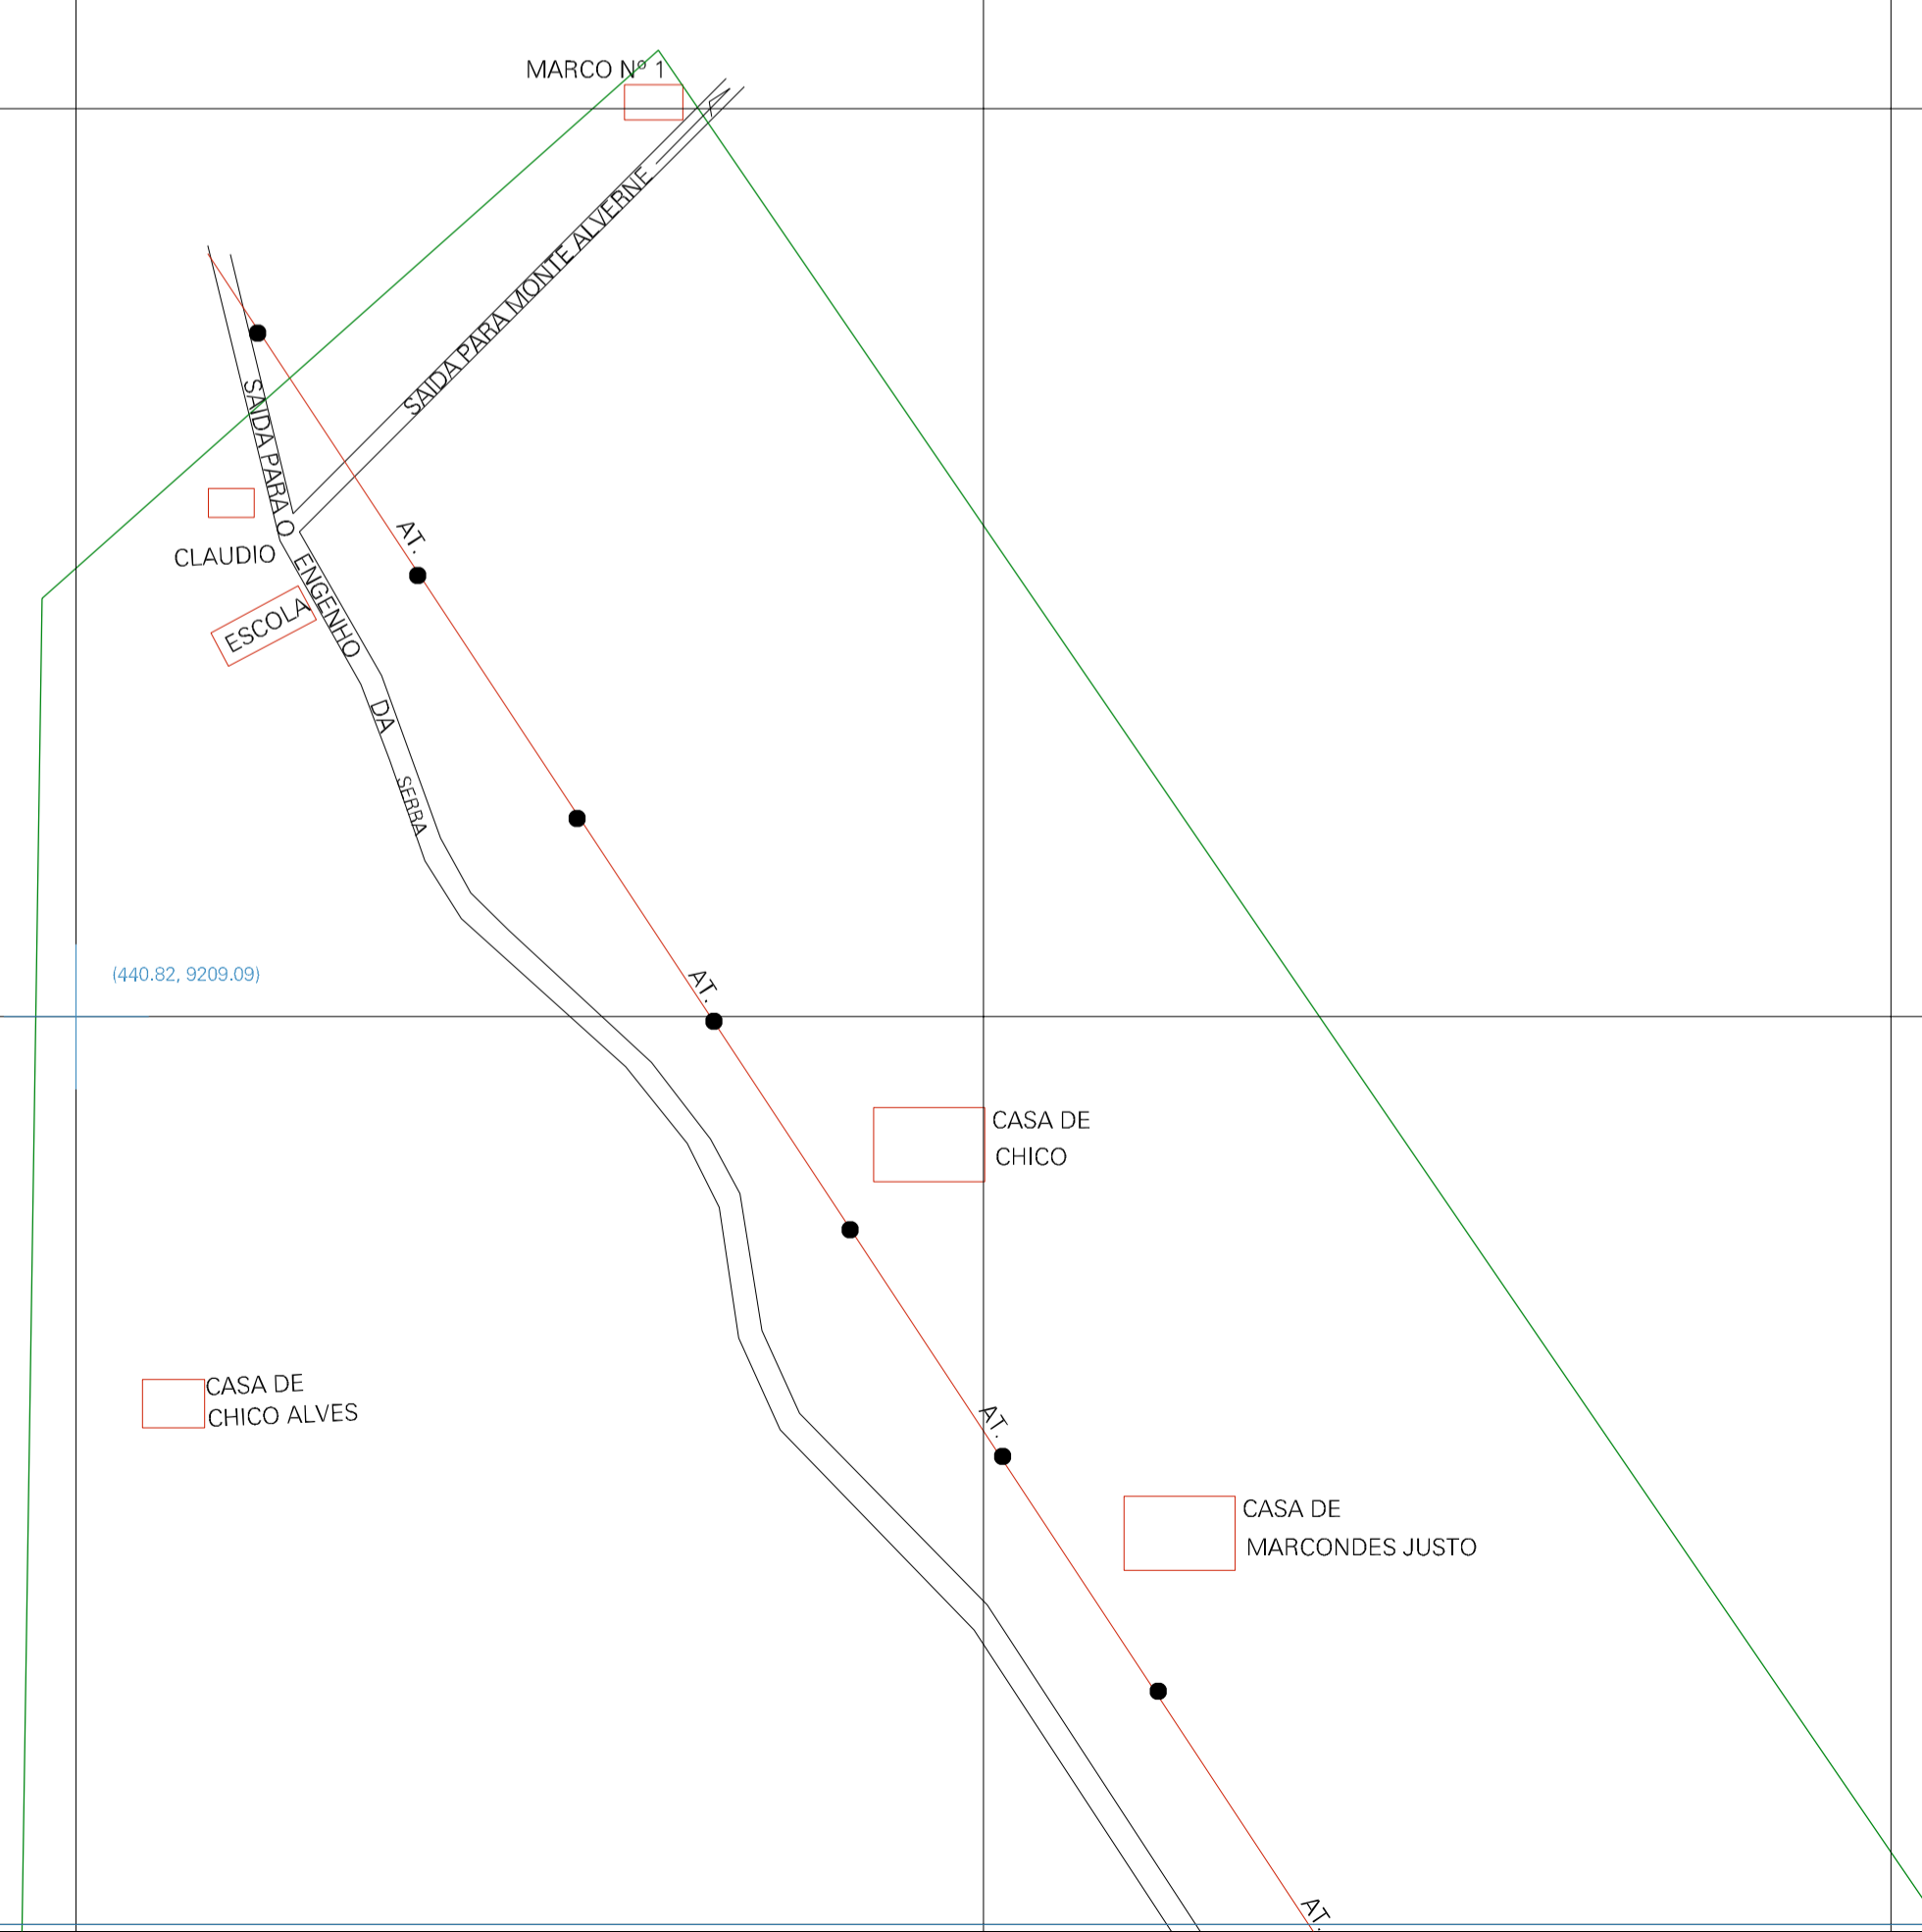 MARCO Nº 1
SAIDA PARA MONTE ALVERNE
SAIDA PARA O ENGENHO DA SERRA
AT.
CLAUDIO
ESCOLA
AT.
(440.82, 9209.09)
CASA DE
CHICO
CASA DE
CHICO ALVES
AT.
CASA DE
MARCONDES JUSTO
AT.